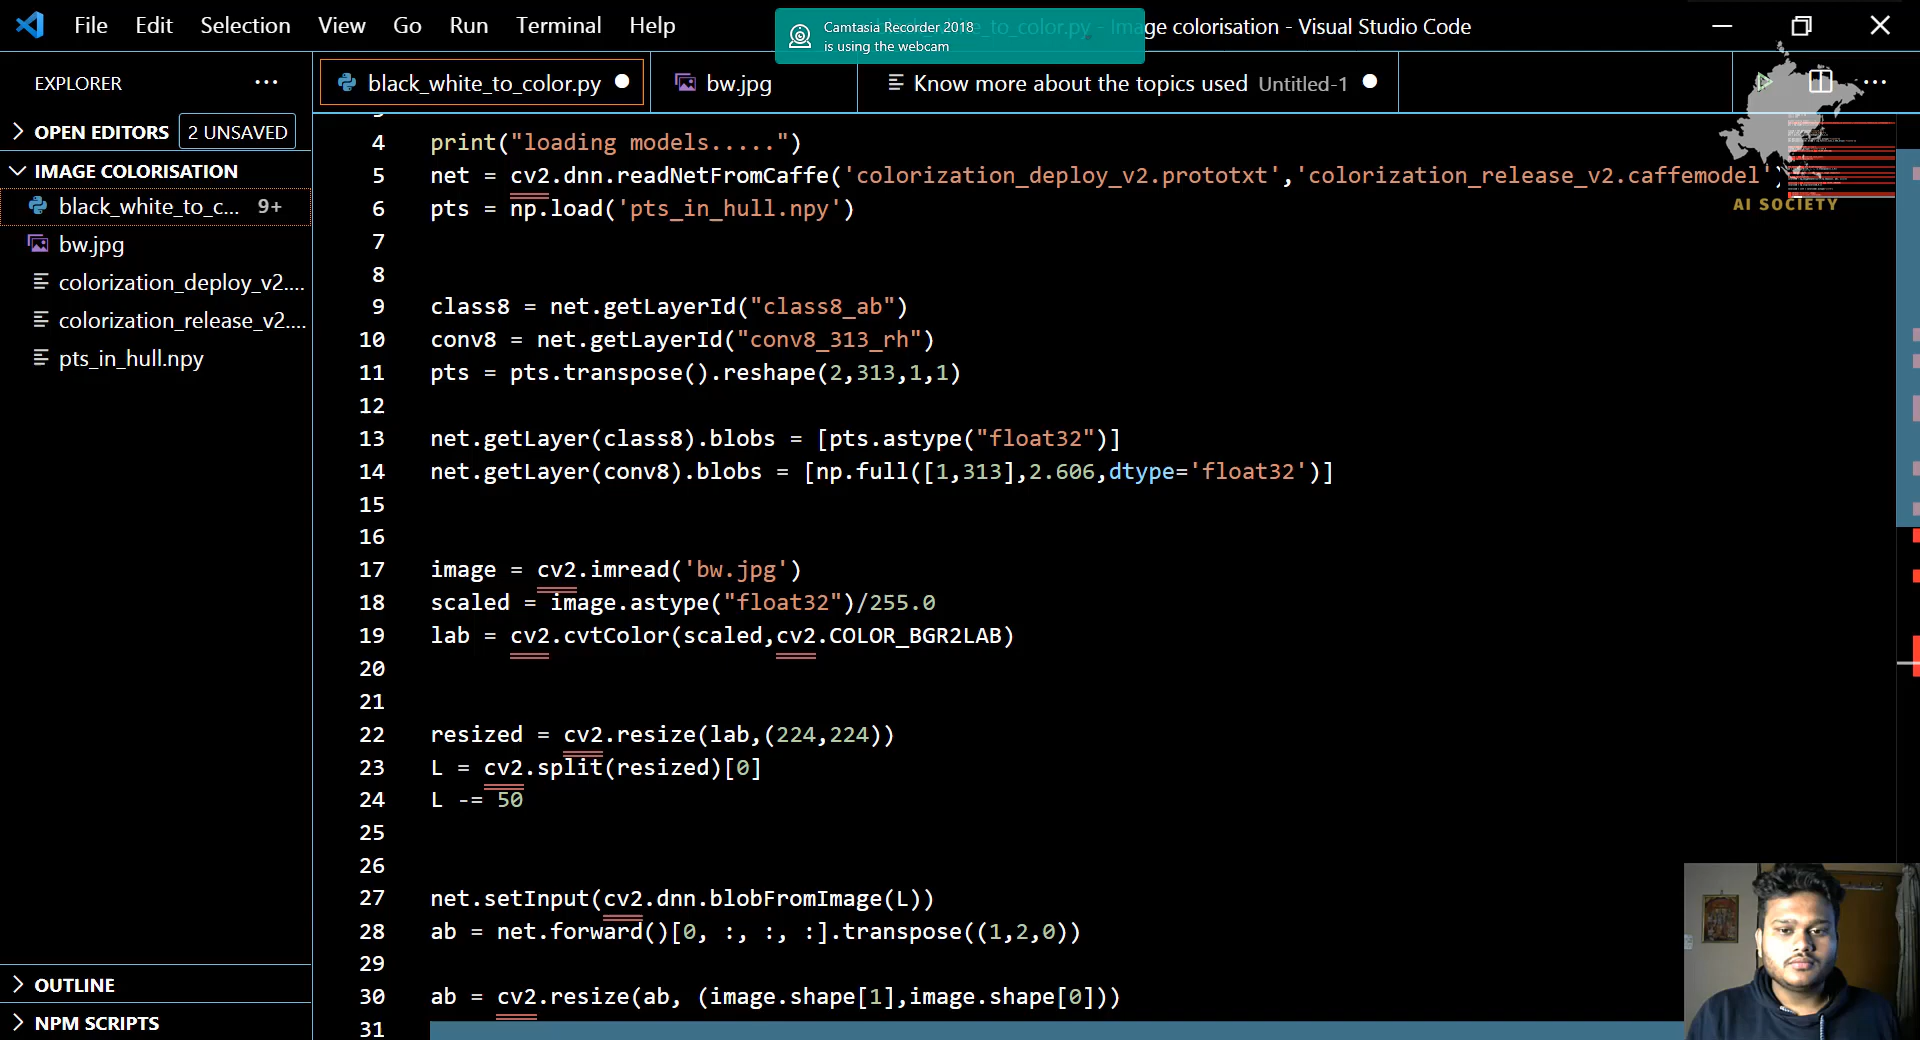 File Edit Selection View Go Run Terminal Help
Camtasia Recorder 2018
is using the webcam
_to_color.py - Image colorisation - Visual Studio Code
EXPLORER
OPEN EDITORS 2 UNSAVED
IMAGE COLORISATION
black_white_to_c... 9+
bw.jpg
colorization_deploy_v2....
colorization_release_v2....
pts_in_hull.npy
OUTLINE
NPM SCRIPTS
black_white_to_color.py
bw.jpg
Know more about the topics used Untitled-1
AI SOCIETY
4 print("loading models.....")
5 net = cv2.dnn.readNetFromCaffe('colorization_deploy_v2.prototxt','colorization_release_v2.caffemodel'
6 pts = np.load('pts_in_hull.npy')
7
8
9 class8 = net.getLayerId("class8_ab")
10 conv8 = net.getLayerId("conv8_313_rh")
11 pts = pts.transpose().reshape(2,313,1,1)
12
13 net.getLayer(class8).blobs = [pts.astype("float32")]
14 net.getLayer(conv8).blobs = [np.full([1,313],2.606,dtype='float32')]
15
16
17 image = cv2.imread('bw.jpg')
18 scaled = image.astype("float32")/255.0
19 lab = cv2.cvtColor(scaled,cv2.COLOR_BGR2LAB)
20
21
22 resized = cv2.resize(lab,(224,224))
23 L = cv2.split(resized)[0]
24 L -= 50
25
26
27 net.setInput(cv2.dnn.blobFromImage(L))
28 ab = net.forward()[0, :, :, :].transpose((1,2,0))
29
30 ab = cv2.resize(ab, (image.shape[1],image.shape[0]))
31